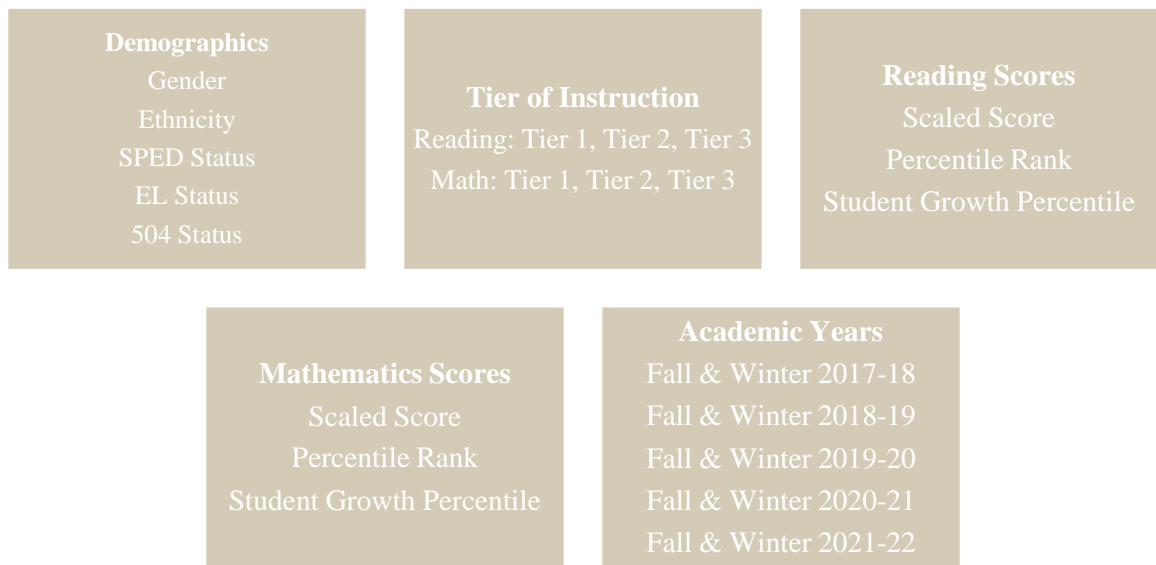 Demographics
Gender
Ethnicity
SPED Status
EL Status
504 Status
Tier of Instruction
Reading: Tier 1, Tier 2, Tier 3
Math: Tier 1, Tier 2, Tier 3
Reading Scores
Scaled Score
Percentile Rank
Student Growth Percentile
Mathematics Scores
Scaled Score
Percentile Rank
Student Growth Percentile
Academic Years
Fall & Winter 2017-18
Fall & Winter 2018-19
Fall & Winter 2019-20
Fall & Winter 2020-21
Fall & Winter 2021-22